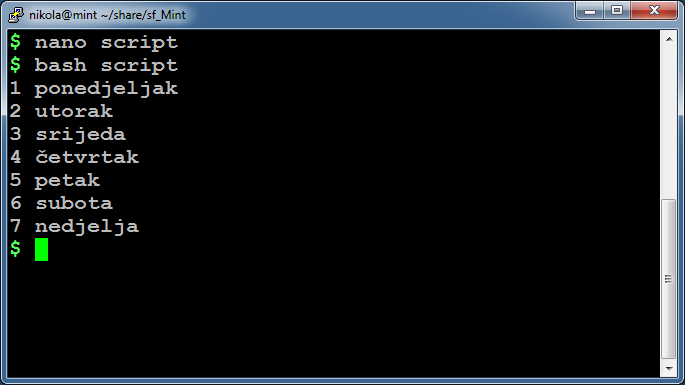 nikola@mint ~/share/sf_Mint
$ nano script
$ bash script
1 ponedjeljak
2 utorak
3 srijeda
4 četvrtak
5 petak
6 subota
7 nedjelja
$